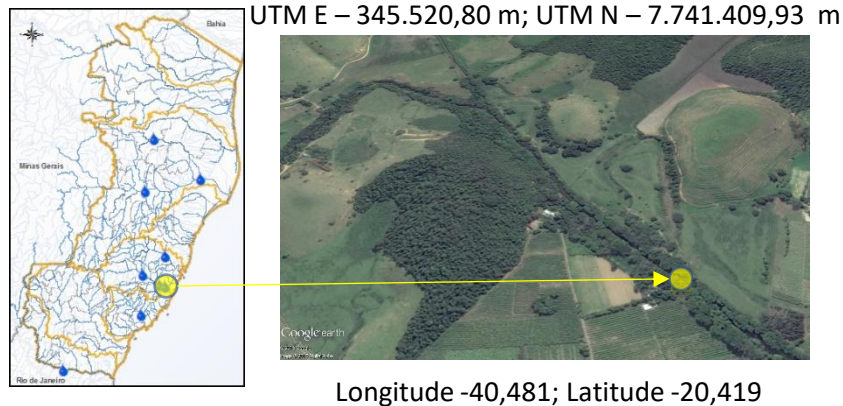 UTM E – 345.520,80 m; UTM N – 7.741.409,93 m
Bahia
Minas Gerais
Rio de Janeiro
Google earth
Longitude -40,481; Latitude -20,419